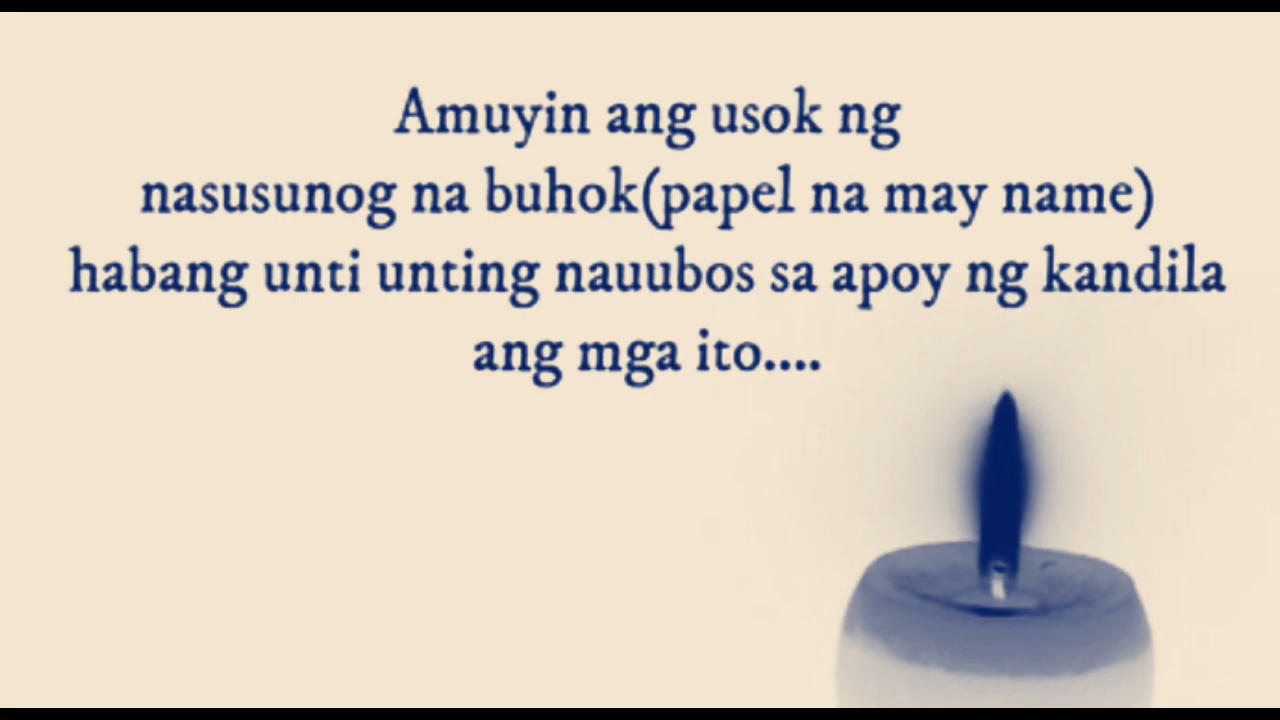 Amuyin ang usok ng
nasusunog na buhok(papel na may name)
habang unti unting nauubos sa apoy ng kandila
ang mga ito....